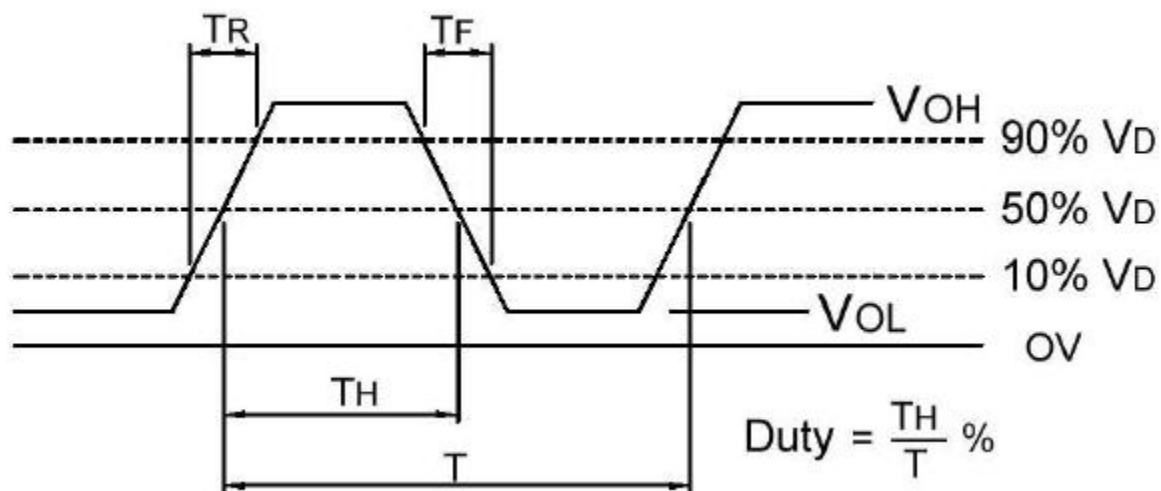 TR
TF
VOH
90% VD
50% VD
10% VD
VOL
OV
TH
Duty = TH/T %
T